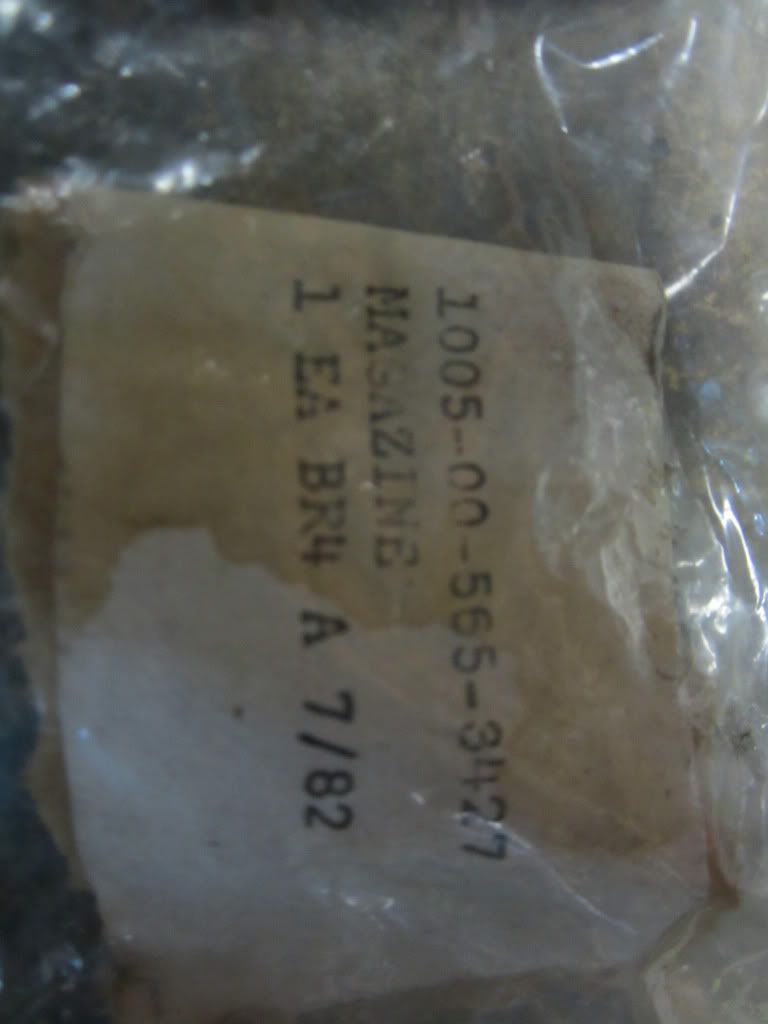 1005-00-565-3427
MAGAZINE
1 EA BR4 A 7/82